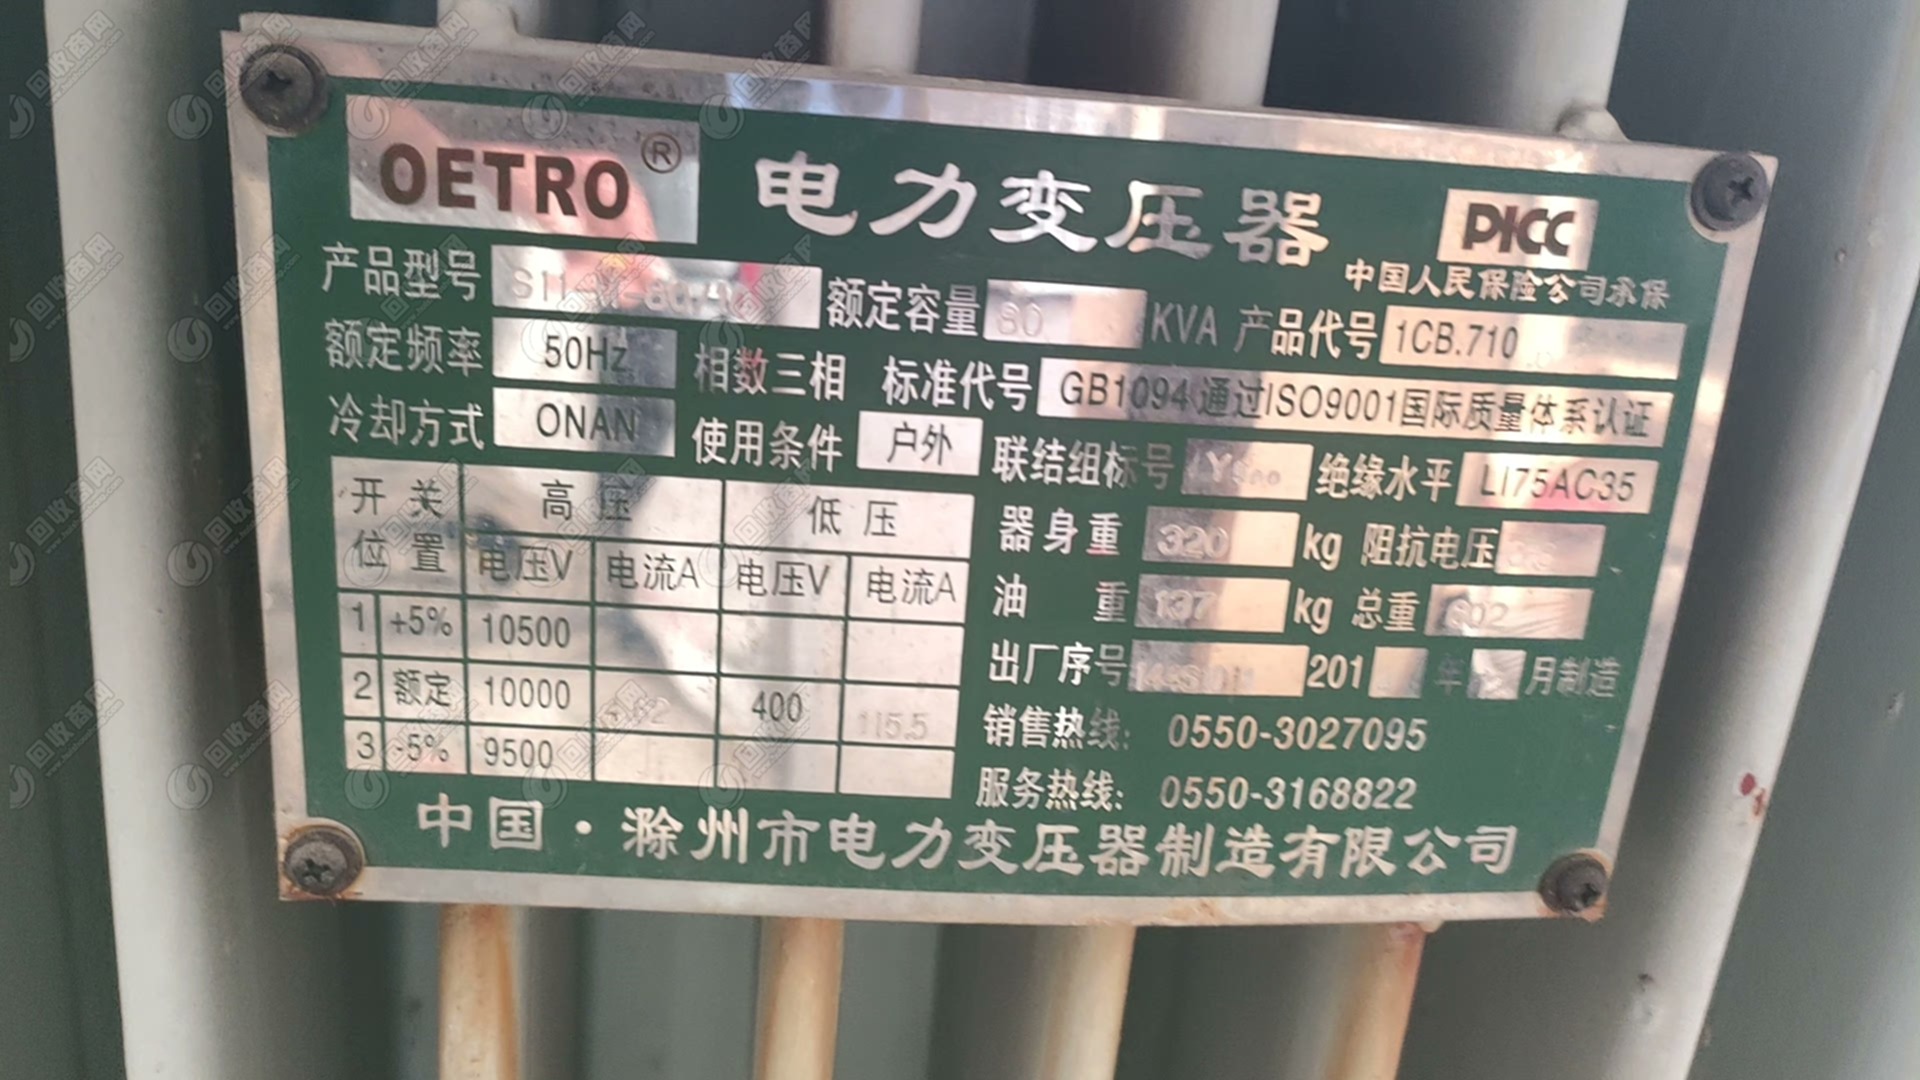 OETRO® 电力变压器 PICC
中国人民保险公司承保
产品型号 额定容量 80 KVA 产品代号 1CB.710
额定频率 50Hz 相数三相 标准代号 GB1094 通过ISO9001国际质量体系认证
冷却方式 ONAN 使用条件 户外 联结组标号 绝缘水平 LI75AC35
开关位置 高压 低压
电压V 电流A 电压V 电流A
1 +5% 10500
2 额定 10000 400 115.5
3 -5% 9500
器身重 320 kg 阻抗电压
油重 137 kg 总重 602
出厂序号 201 年 月制造
销售热线: 0550-3027095
服务热线: 0550-3168822
中国·滁州市电力变压器制造有限公司
回收商网